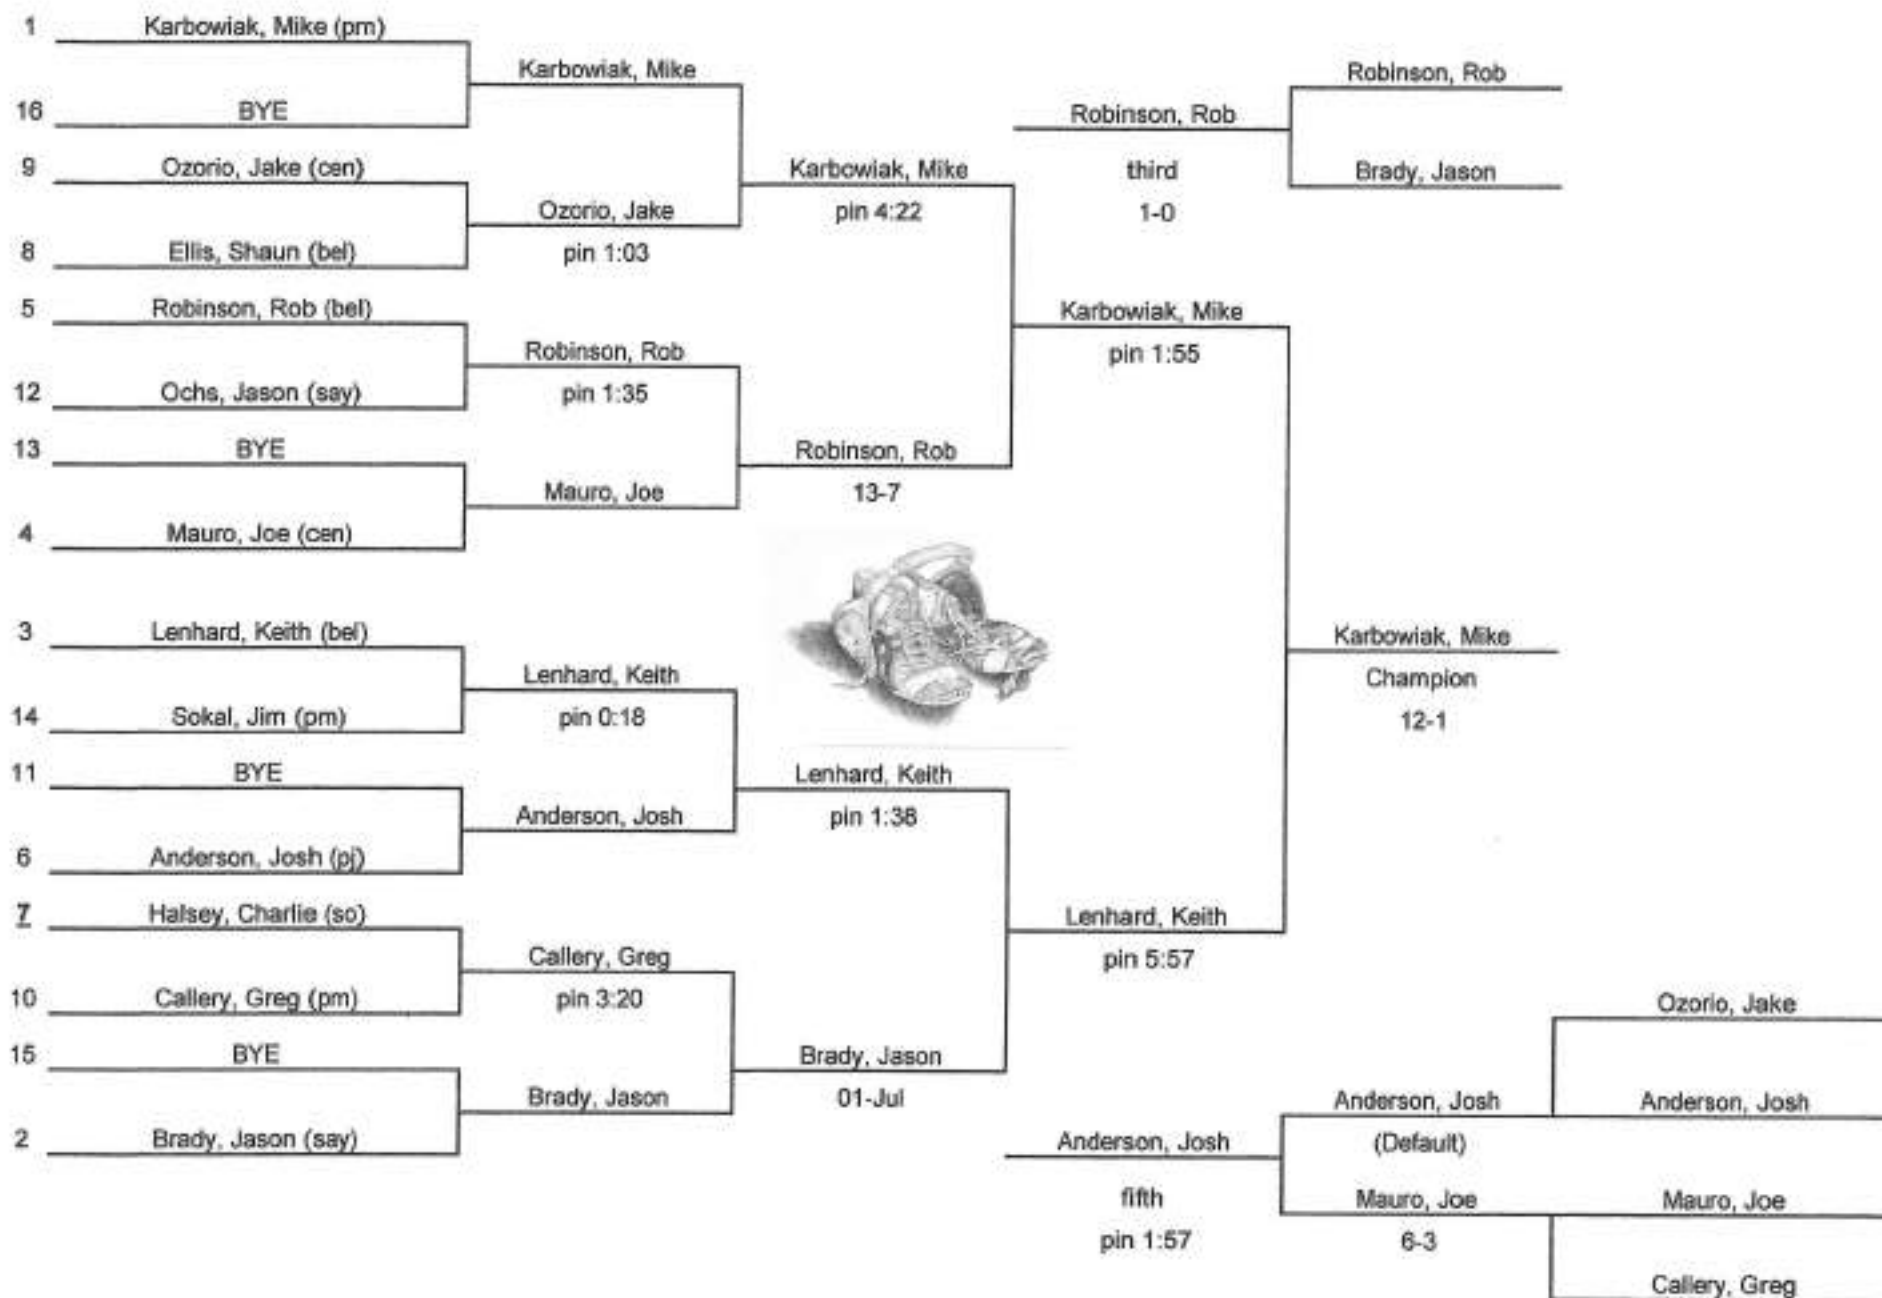 1 Karbowiak, Mike (pm)
16 BYE
9 Ozorio, Jake (cen)
8 Ellis, Shaun (bel)
5 Robinson, Rob (bel)
12 Ochs, Jason (say)
13 BYE
4 Mauro, Joe (cen)
3 Lenhard, Keith (bel)
14 Sokal, Jim (pm)
11 BYE
6 Anderson, Josh (pj)
7 Halsey, Charlie (so)
10 Callery, Greg (pm)
15 BYE
2 Brady, Jason (say)
Karbowiak, Mike
Ozorio, Jake
pin 1:03
Robinson, Rob
pin 1:35
Mauro, Joe
Lenhard, Keith
pin 0:18
Anderson, Josh
Callery, Greg
pin 3:20
Brady, Jason
Karbowiak, Mike
pin 4:22
Robinson, Rob
13-7
Lenhard, Keith
pin 1:38
Brady, Jason
01-Jul
Karbowiak, Mike
pin 1:55
Lenhard, Keith
pin 5:57
Karbowiak, Mike
Champion
12-1
Robinson, Rob
Brady, Jason
Robinson, Rob
third
1-0
Ozorio, Jake
Anderson, Josh
Mauro, Joe
Callery, Greg
Anderson, Josh
(Default)
Mauro, Joe
6-3
Anderson, Josh
fifth
pin 1:57